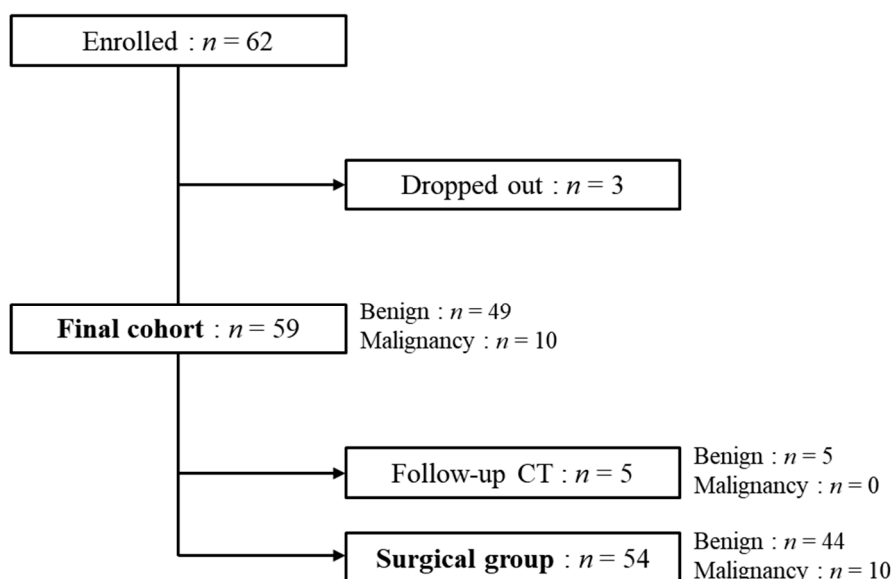 Enrolled : n = 62
Dropped out : n = 3
Final cohort : n = 59
Benign : n = 49
Malignancy : n = 10
Follow-up CT : n = 5
Benign : n = 5
Malignancy : n = 0
Surgical group : n = 54
Benign : n = 44
Malignancy : n = 10